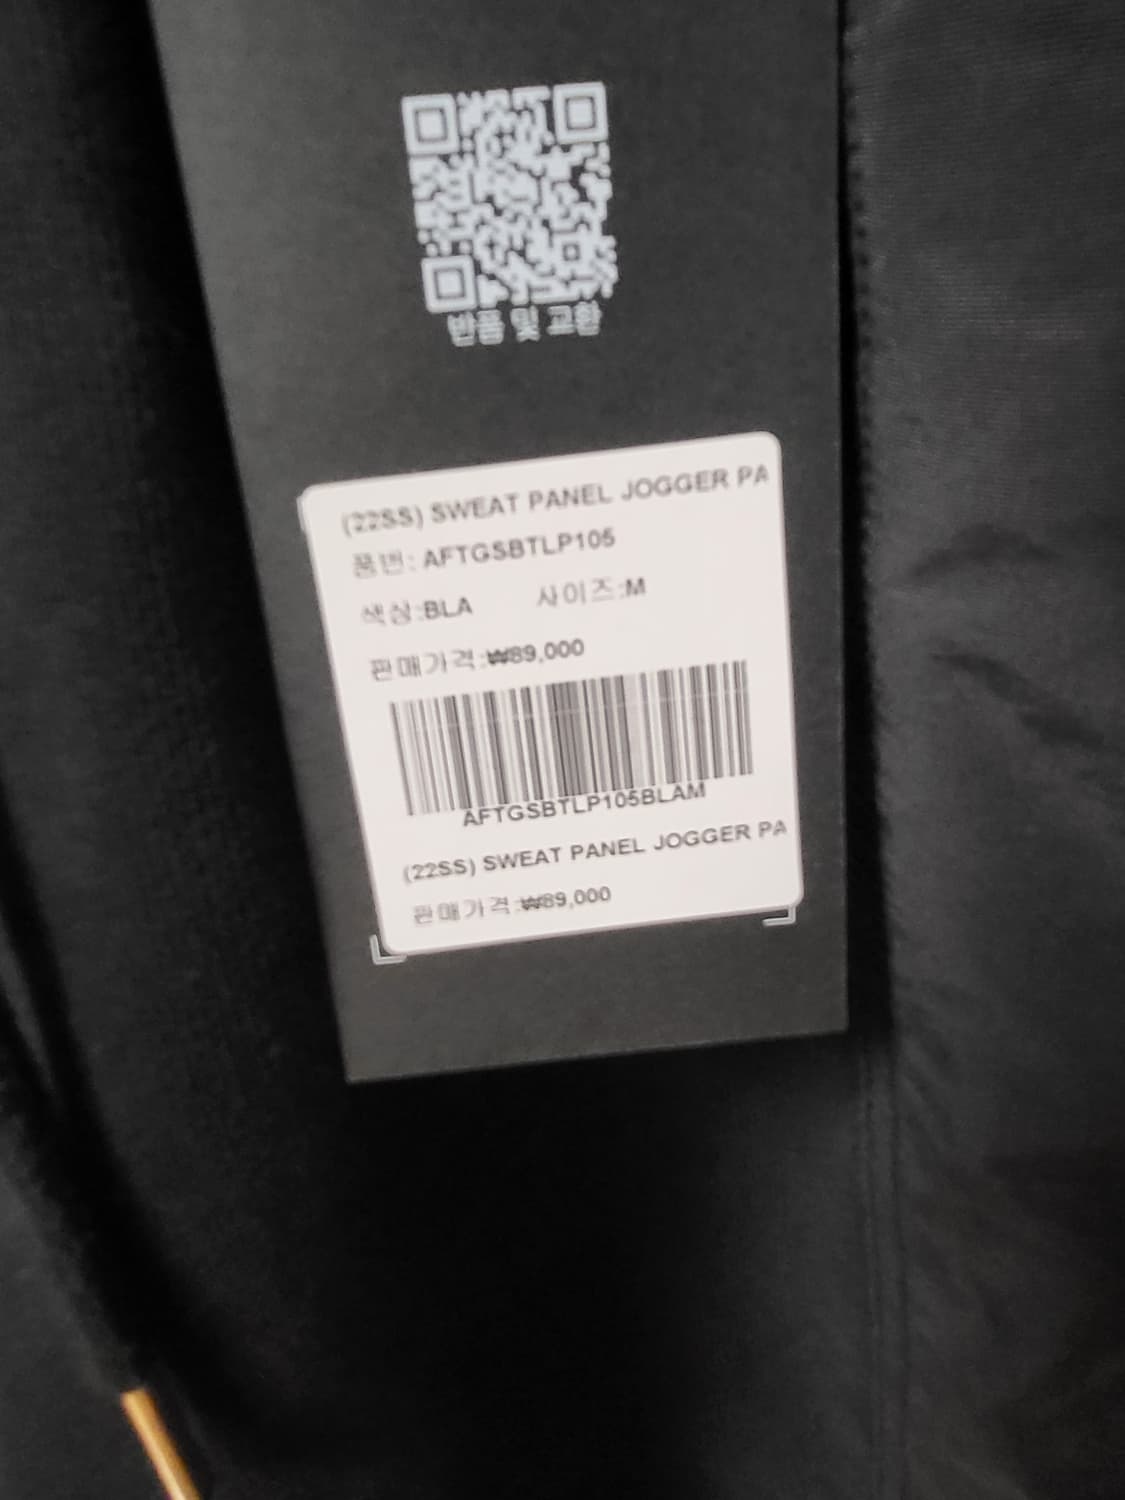 반품 및 교환
(22SS) SWEAT PANEL JOGGER PA
품번: AFTGSBTLP105
색상:BLA 사이즈:M
판매가격:₩89,000
AFTGSBTLP105BLAM
(22SS) SWEAT PANEL JOGGER PA
판매가격:₩89,000